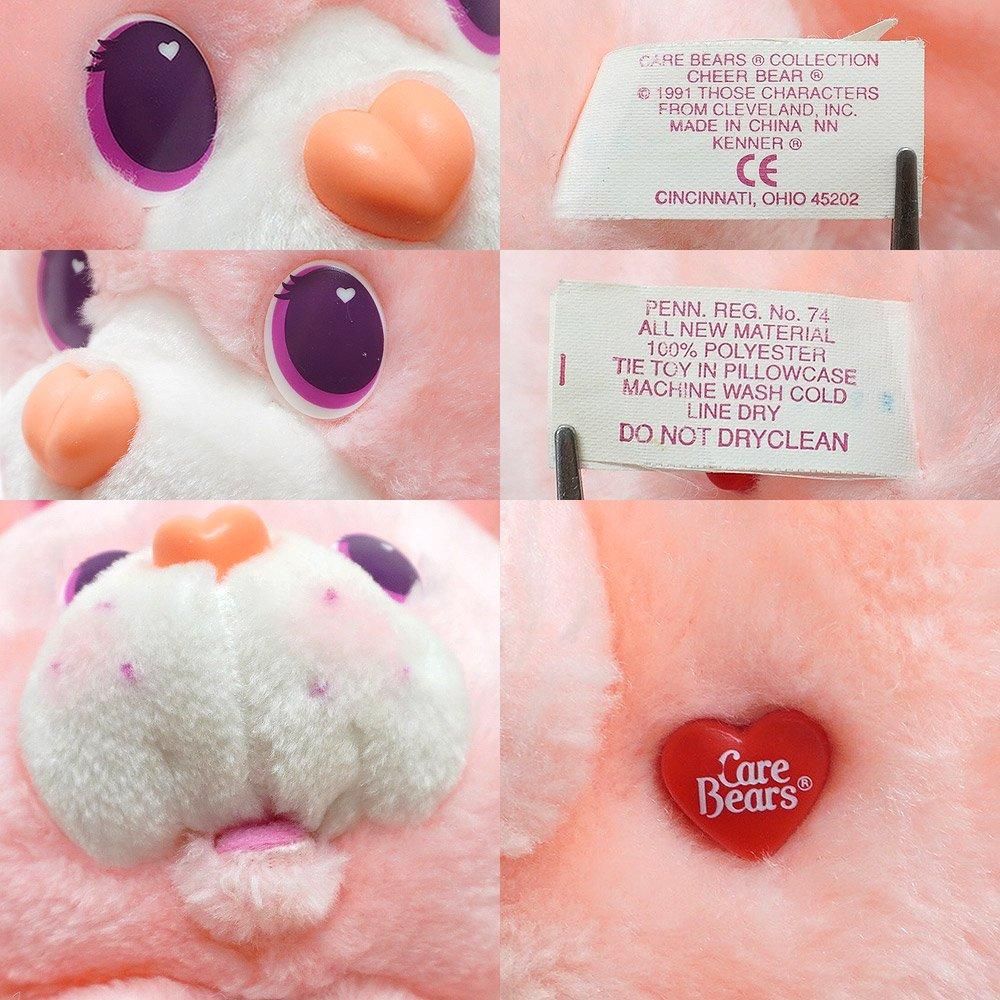 CARE BEARS ® COLLECTION
CHEER BEAR ®
© 1991 THOSE CHARACTERS
FROM CLEVELAND, INC.
MADE IN CHINA NN
KENNER ®
CE
CINCINNATI, OHIO 45202
PENN. REG. No. 74
ALL NEW MATERIAL
100% POLYESTER
TIE TOY IN PILLOWCASE
MACHINE WASH COLD
LINE DRY
DO NOT DRYCLEAN
Care
Bears®